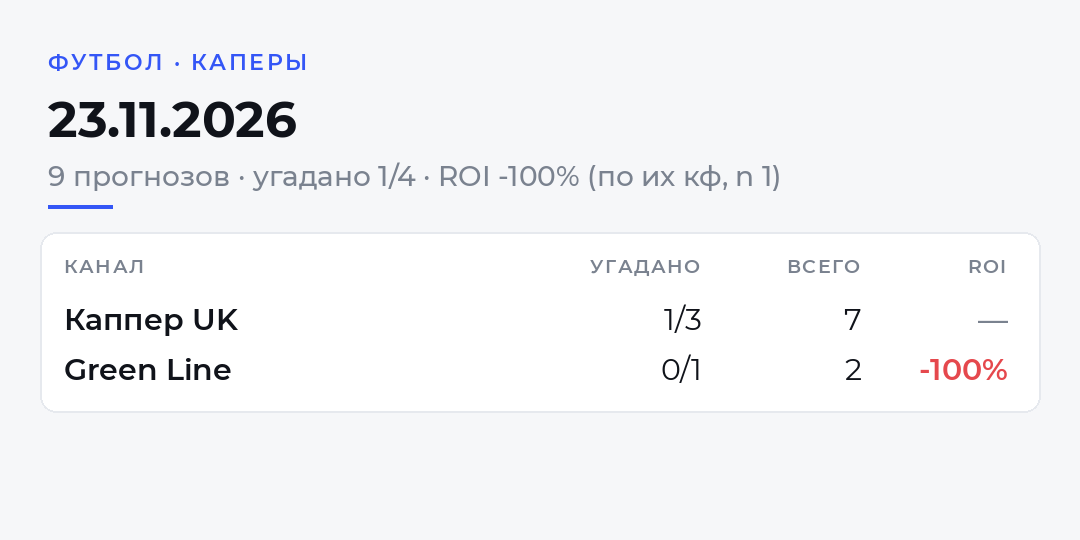 ФУТБОЛ · КАПЕРЫ
23.11.2026
9 прогнозов · угадано 1/4 · ROI -100% (по их кф, n 1)
КАНАЛ УГАДАНО ВСЕГО ROI
Каппер UK 1/3 7 —
Green Line 0/1 2 -100%